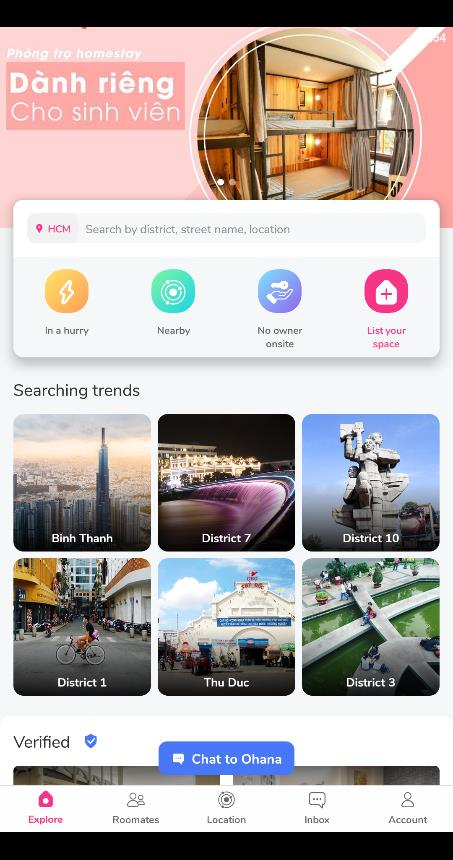 54
Phòng trọ homestay
Dành riêng
Cho sinh viên
HCM Search by district, street name, location
In a hurry
Nearby
No owner
onsite
List your
space
Searching trends
Binh Thanh
District 7
District 10
CHỢ
District 1
Thu Duc
District 3
Verified
Chat to Ohana
Explore
Roomates
Location
Inbox
Account